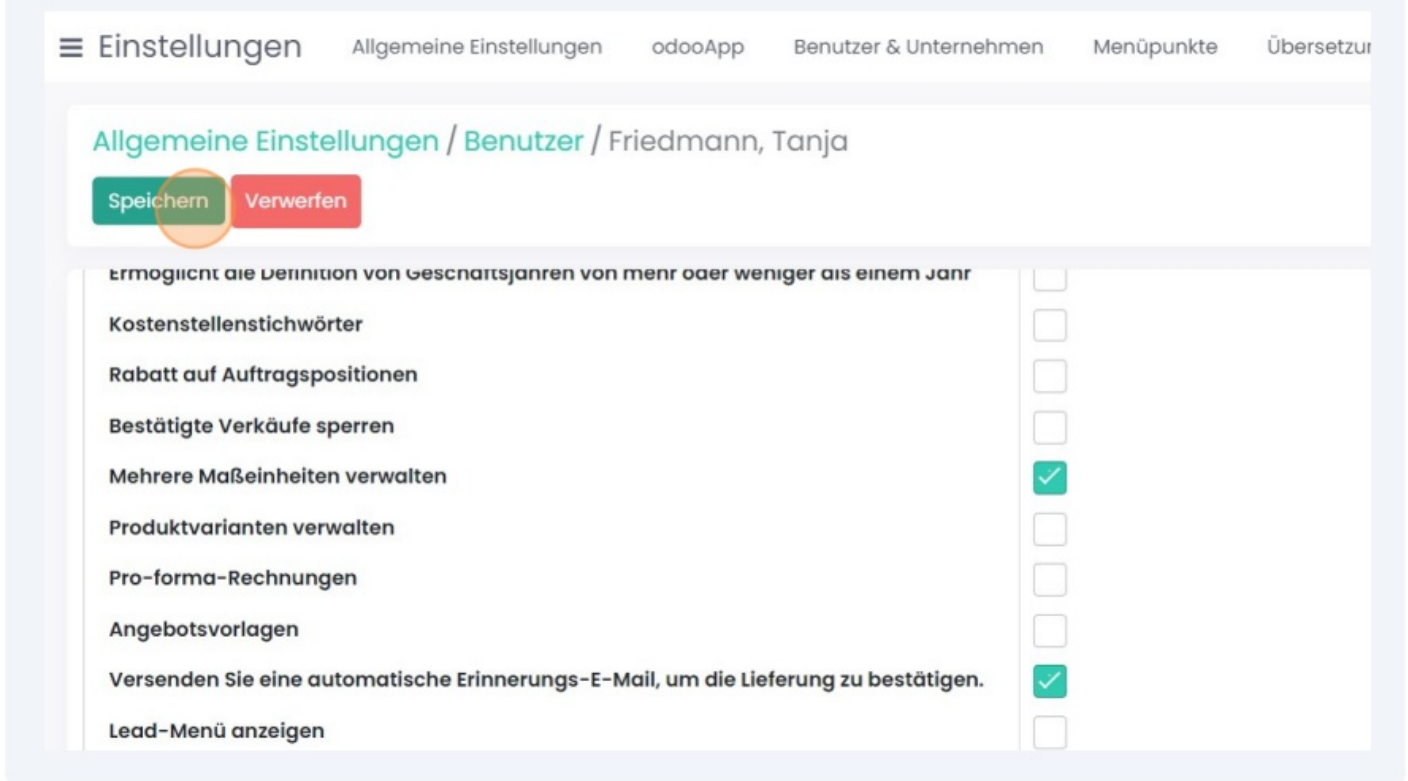 Einstellungen Allgemeine Einstellungen odooApp Benutzer & Unternehmen Menüpunkte Übersetzun
Allgemeine Einstellungen / Benutzer / Friedmann, Tanja
Speichern Verwerfen
Ermöglicht die Definition von Geschäftsjahren von mehr oder weniger als einem Jahr
Kostenstellenstichwörter
Rabatt auf Auftragspositionen
Bestätigte Verkäufe sperren
Mehrere Maßeinheiten verwalten
Produktvarianten verwalten
Pro-forma-Rechnungen
Angebotsvorlagen
Versenden Sie eine automatische Erinnerungs-E-Mail, um die Lieferung zu bestätigen.
Lead-Menü anzeigen